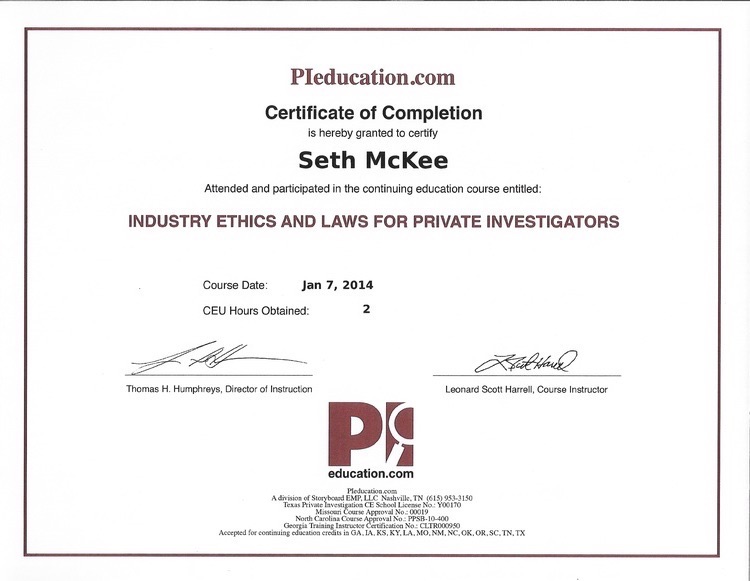 PIeducation.com
Certificate of Completion
is hereby granted to certify
Seth McKee
Attended and participated in the continuing education course entitled:
INDUSTRY ETHICS AND LAWS FOR PRIVATE INVESTIGATORS
Course Date: Jan 7, 2014
CEU Hours Obtained: 2
Thomas H. Humphreys, Director of Instruction
Leonard Scott Harrell, Course Instructor
PI
education.com
PIeducation.com
A division of Storyboard EMP, LLC Nashville, TN (615) 953-3150
Texas Private Investigation CE School License No.: Y00170
Missouri Course Approval No.: 00019
North Carolina Course Approval No.: PPSB-10-400
Georgia Training Instructor Certification No.: CLTR000950
Accepted for continuing education credits in GA, IA, KS, KY, LA, MO, NM, NC, OK, OR, SC, TN, TX